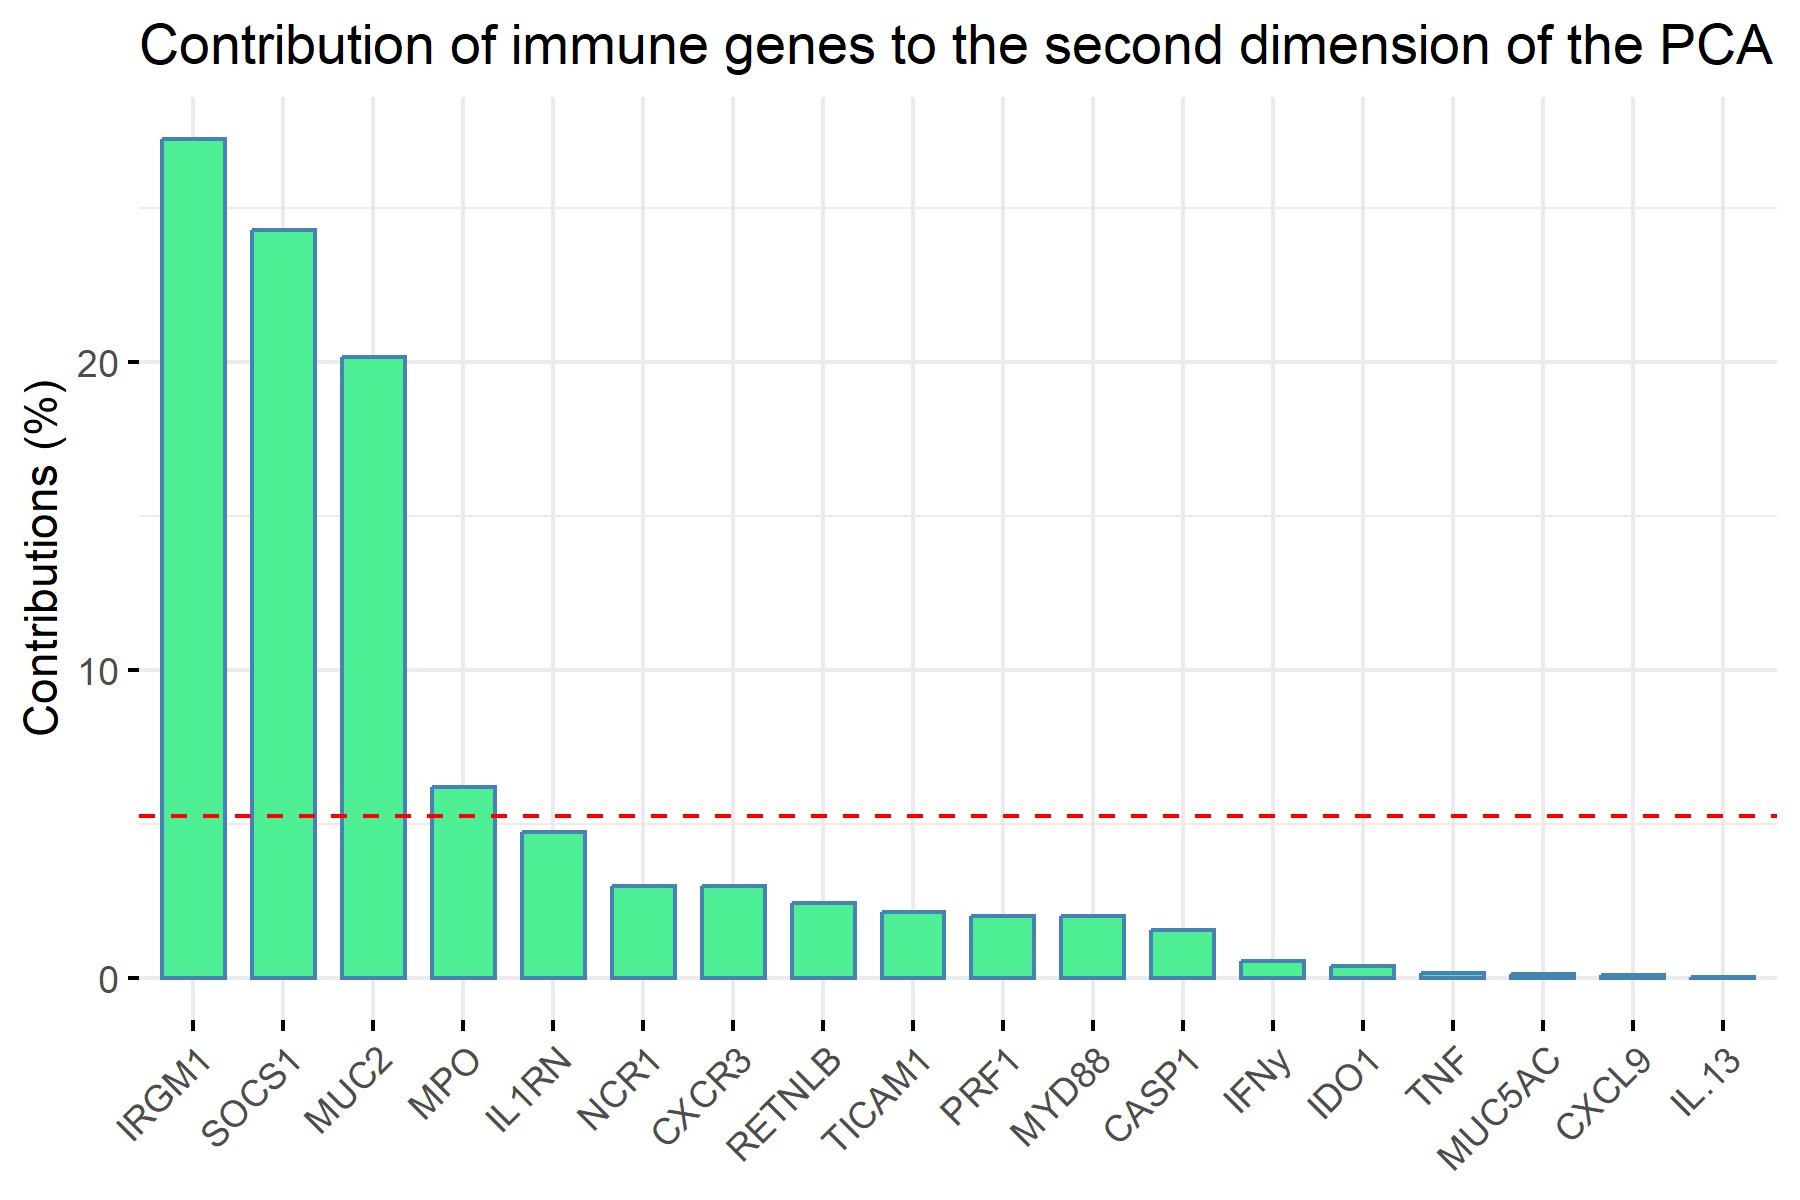 Contribution of immune genes to the second dimension of the PCA
Contributions (%)
20
10
0
IRGM1
SOCS1
MUC2
MPO
IL1RN
NCR1
CXCR3
RETNLB
TICAM1
PRF1
MYD88
CASP1
IFNy
IDO1
TNF
MUC5AC
CXCL9
IL.13